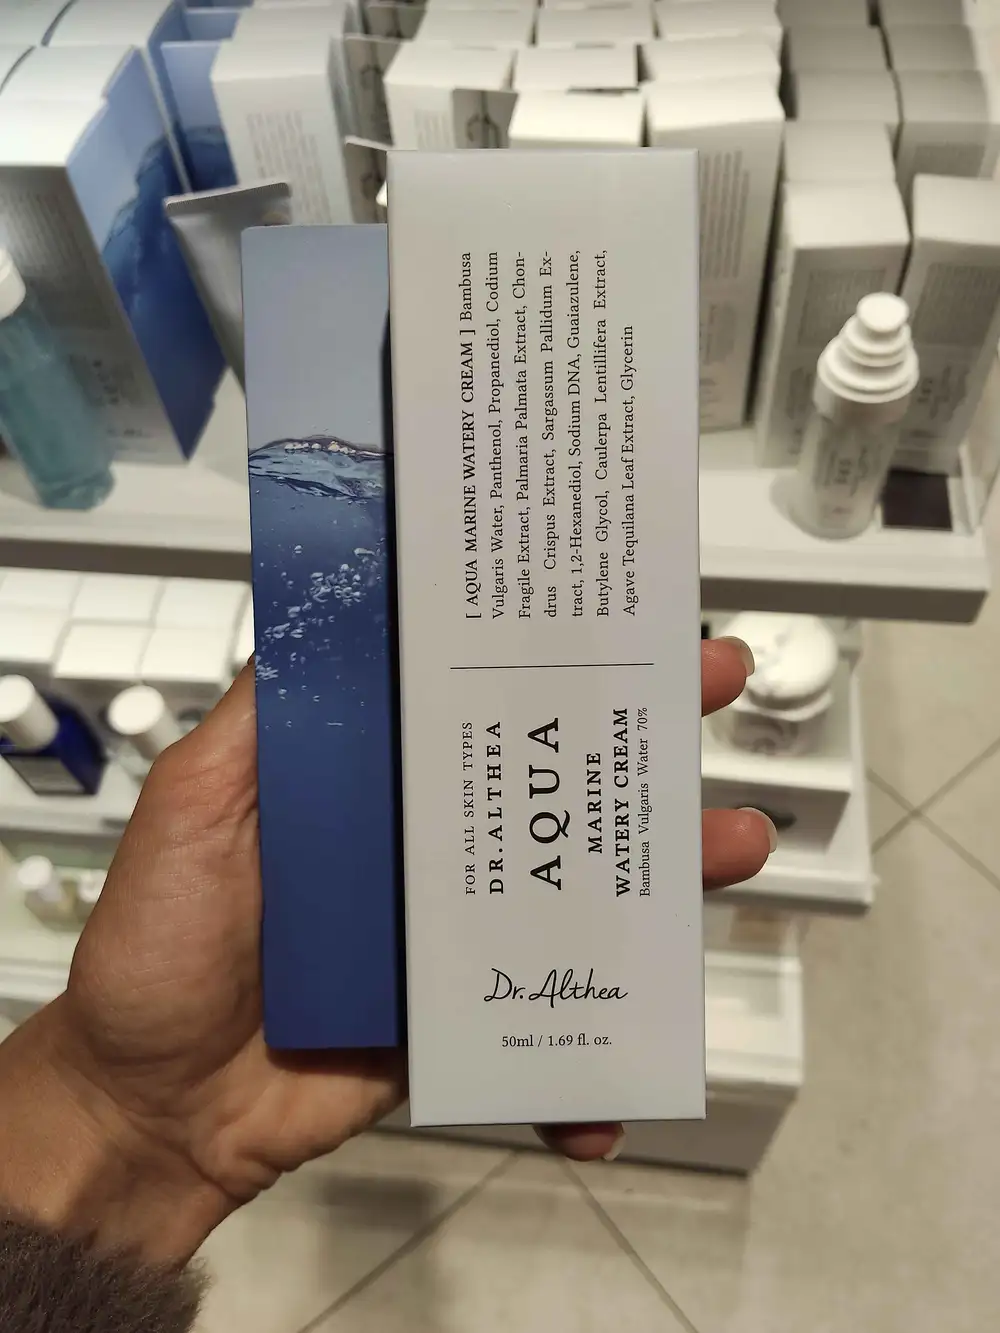 [ AQUA MARINE WATERY CREAM ] Bambusa
Vulgaris Water, Panthenol, Propanediol, Codium
Fragile Extract, Palmaria Palmata Extract, Chon-
drus Crispus Extract, Sargassum Pallidum Ex-
tract, 1,2-Hexanediol, Sodium DNA, Guaiazulene,
Butylene Glycol, Caulerpa Lentillifera Extract,
Agave Tequilana Leaf Extract, Glycerin
FOR ALL SKIN TYPES
DR.ALTHEA
AQUA
MARINE
WATERY CREAM
Bambusa Vulgaris Water 70%
Dr.Althea
50ml / 1.69 fl. oz.